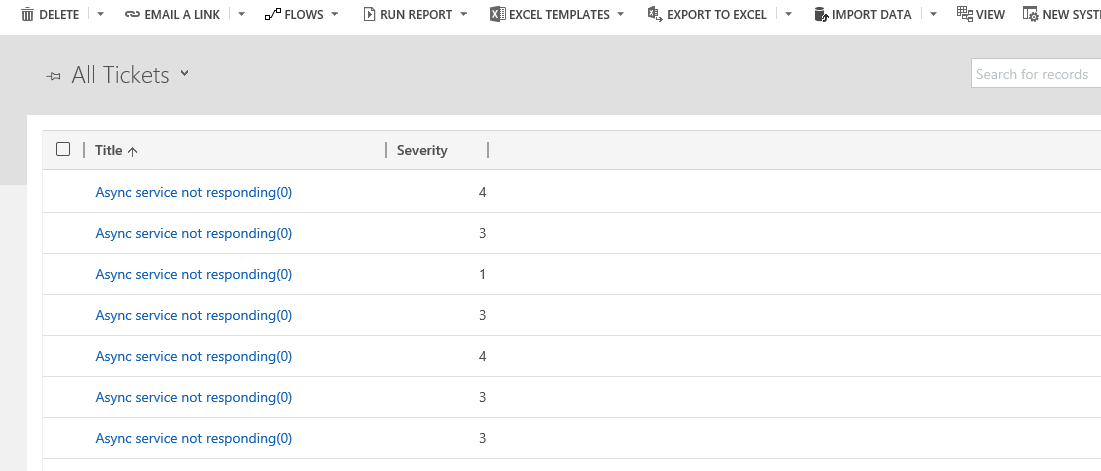 DELETE EMAIL A LINK FLOWS RUN REPORT EXCEL TEMPLATES EXPORT TO EXCEL IMPORT DATA VIEW NEW
All Tickets
Search for records
Title Severity
Async service not responding(0) 4
Async service not responding(0) 3
Async service not responding(0) 1
Async service not responding(0) 3
Async service not responding(0) 4
Async service not responding(0) 3
Async service not responding(0) 3